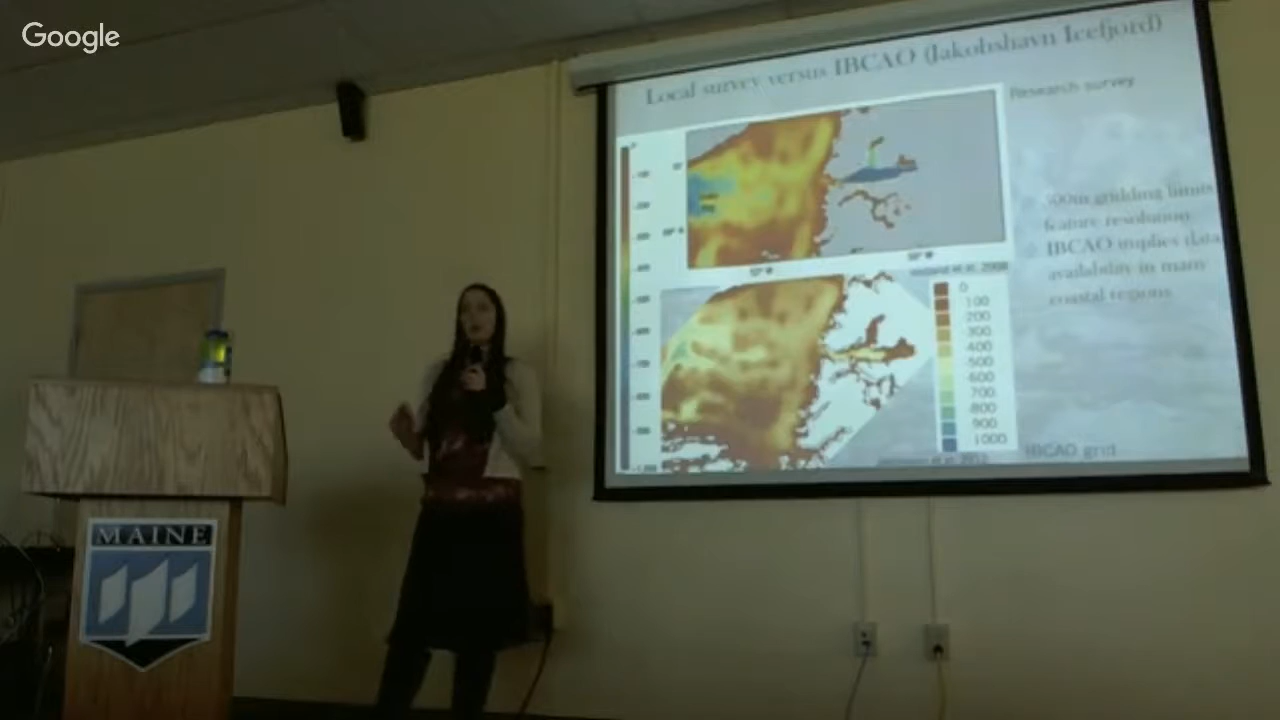 Google
Local survey versus IBCAO (Jakobshavn Icefjord)
Research survey
500m gridding limits
feature resolution
IBCAO implies data
availability in many
coastal regions
0
100
200
300
400
500
600
700
800
900
1000
IBCAO grid
MAINE